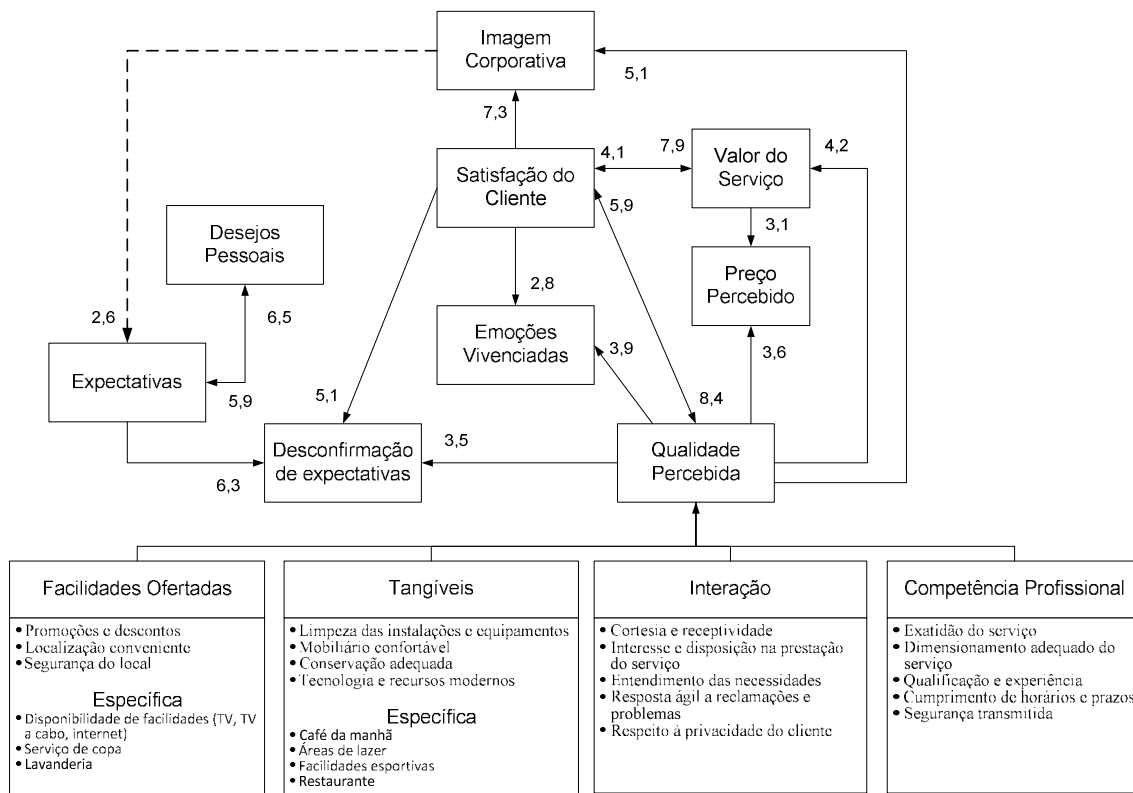 Imagem
Corporativa
5,1
7,3
Satisfação do
Cliente
4,1
7,9
Valor do
Serviço
4,2
5,9
3,1
Desejos
Pessoais
Preço
Percebido
2,8
2,6
6,5
Emoções
Vivenciadas
3,9
3,6
Expectativas
5,9
5,1
8,4
Desconfirmação
de expectativas
3,5
Qualidade
Percebida
6,3
Facilidades Ofertadas
• Promoções e descontos
• Localização conveniente
• Segurança do local
Específica
• Disponibilidade de facilidades (TV, TV
a cabo, internet)
• Serviço de copa
• Lavanderia
Tangíveis
• Limpeza das instalações e equipamentos
• Mobiliário confortável
• Conservação adequada
• Tecnologia e recursos modernos
Específica
• Café da manhã
• Áreas de lazer
• Facilidades esportivas
• Restaurante
Interação
• Cortesia e receptividade
• Interesse e disposição na prestação
do serviço
• Entendimento das necessidades
• Resposta ágil a reclamações e
problemas
• Respeito à privacidade do cliente
Competência Profissional
• Exatidão do serviço
• Dimensionamento adequado do
serviço
• Qualificação e experiência
• Cumprimento de horários e prazos
• Segurança transmitida